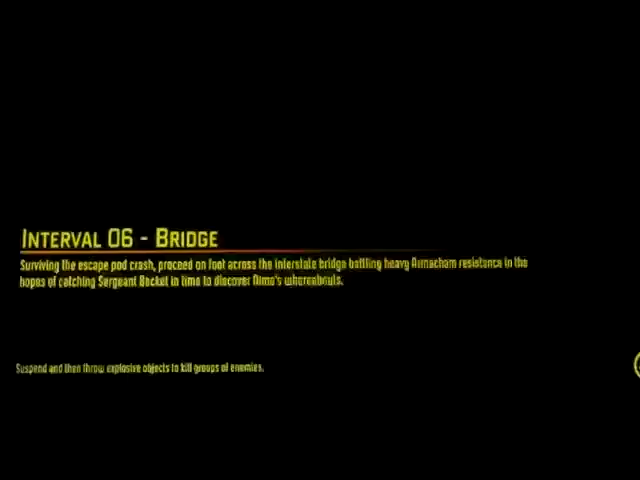 INTERVAL 06 - BRIDGE
Surviving the escape pod crash, proceed on foot across the interstate bridge battling heavy Armacham resistance in the
hopes of catching Sergeant Becket in time to discover Alma's whereabouts.
Suspend and then throw explosive objects to kill groups of enemies.